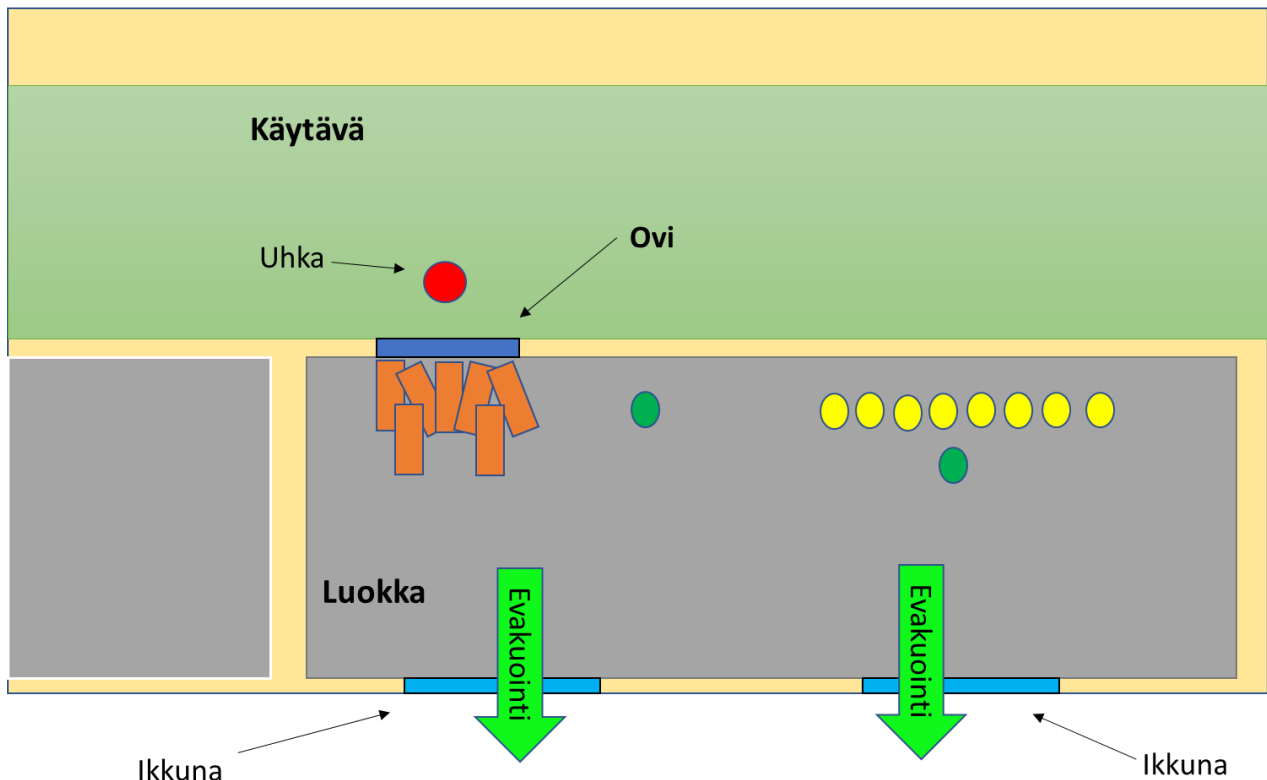 Käytävä
Ovi
Uhka
Luokka
Evakuointi
Evakuointi
Ikkuna
Ikkuna